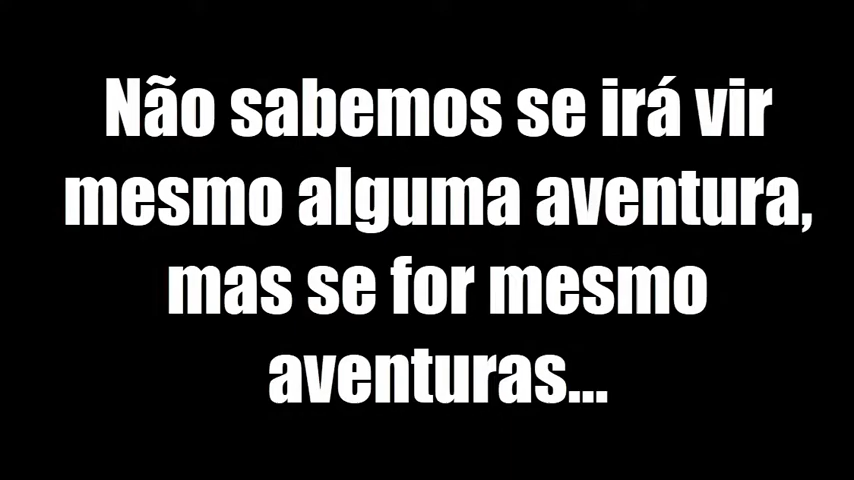 Não sabemos se irá vir
mesmo alguma aventura,
mas se for mesmo
aventuras...